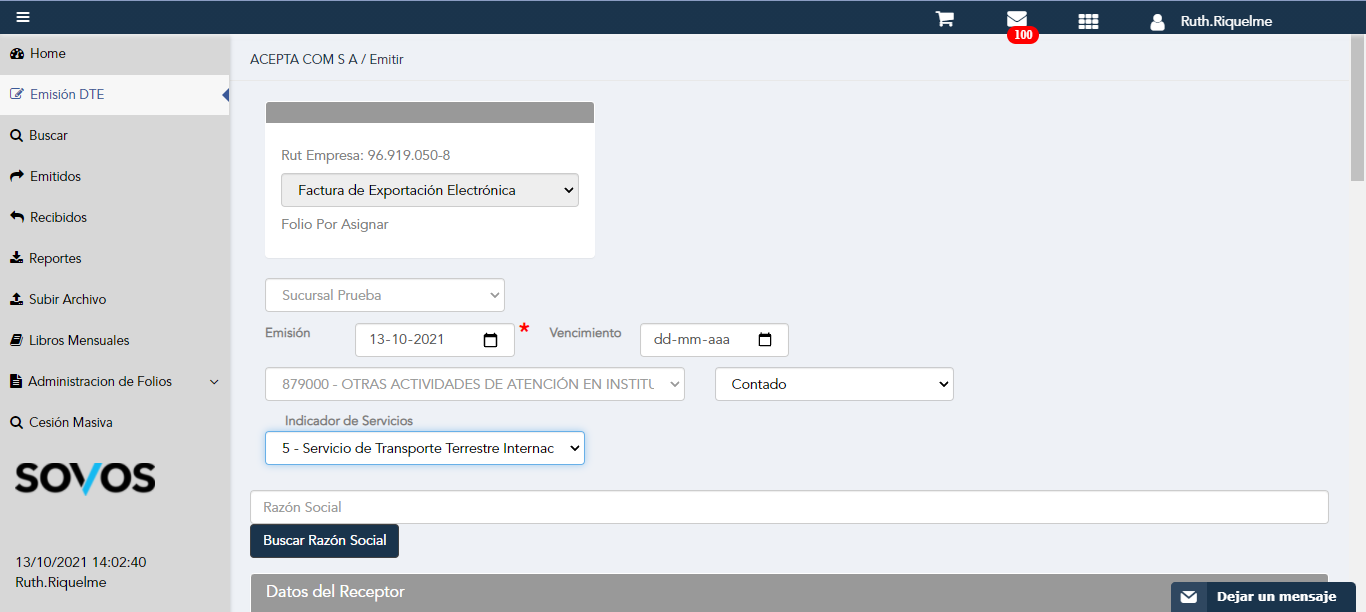 Ruth.Riquelme
100
Home
Emisión DTE
Buscar
Emitidos
Recibidos
Reportes
Subir Archivo
Libros Mensuales
Administracion de Folios
Cesión Masiva
SOVOS
13/10/2021 14:02:40
Ruth.Riquelme
ACEPTA COM S A / Emitir
Rut Empresa: 96.919.050-8
Factura de Exportación Electrónica
Folio Por Asignar
Sucursal Prueba
Emisión 13-10-2021 * Vencimiento dd-mm-aaa
879000 - OTRAS ACTIVIDADES DE ATENCIÓN EN INSTITU Contado
Indicador de Servicios
5 - Servicio de Transporte Terrestre Internac
Razón Social
Buscar Razón Social
Datos del Receptor
Dejar un mensaje